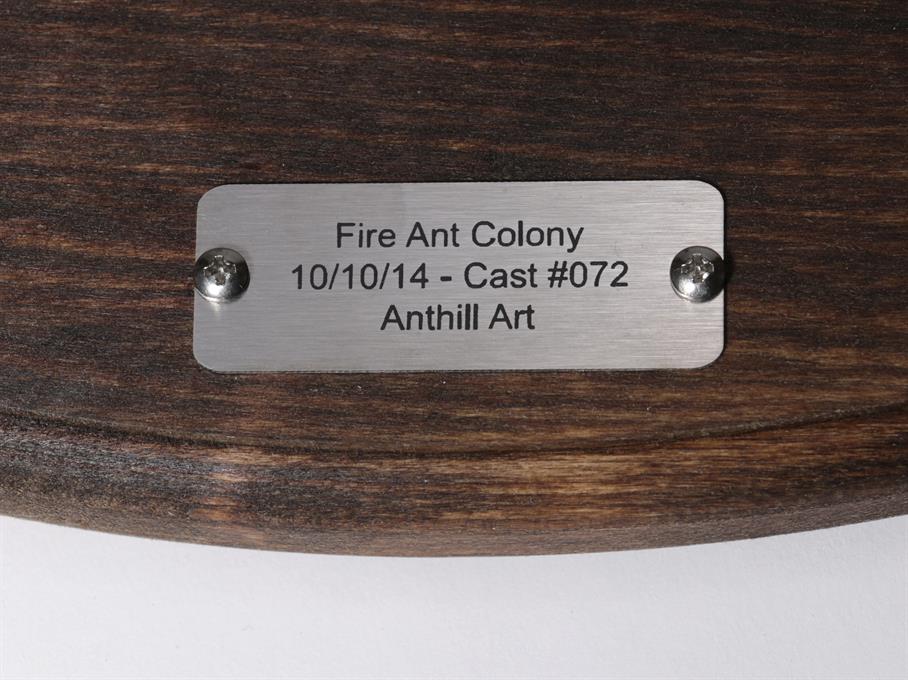 Fire Ant Colony
10/10/14 - Cast #072
Anthill Art